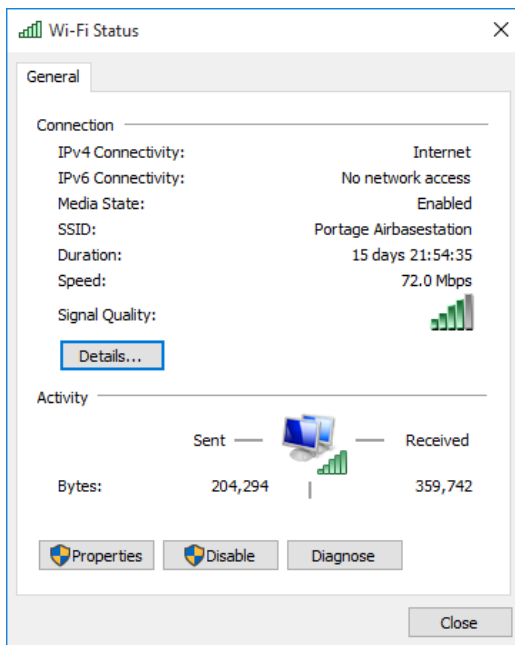 Wi-Fi Status
General
Connection
IPv4 Connectivity: Internet
IPv6 Connectivity: No network access
Media State: Enabled
SSID: Portage Airbasestation
Duration: 15 days 21:54:35
Speed: 72.0 Mbps
Signal Quality:
Details...
Activity
Sent — Received
Bytes: 204,294 359,742
Properties Disable Diagnose
Close